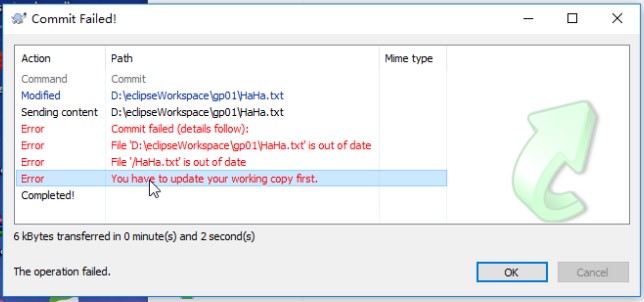 Commit Failed!
Action Path Mime type
Command Commit
Modified D:\eclipseWorkspace\gp01\HaHa.txt
Sending content D:\eclipseWorkspace\gp01\HaHa.txt
Error Commit failed (details follow):
Error File 'D:\eclipseWorkspace\gp01\HaHa.txt' is out of date
Error File '/HaHa.txt' is out of date
Error You have to update your working copy first.
Completed!
6 kBytes transferred in 0 minute(s) and 2 second(s)
The operation failed.
OK Cancel